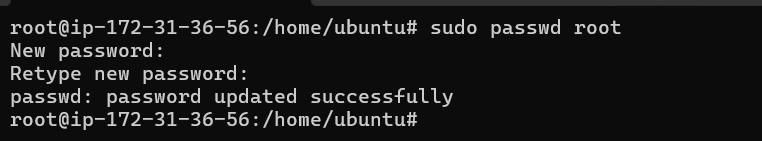 root@ip-172-31-36-56:/home/ubuntu# sudo passwd root
New password:
Retype new password:
passwd: password updated successfully
root@ip-172-31-36-56:/home/ubuntu#